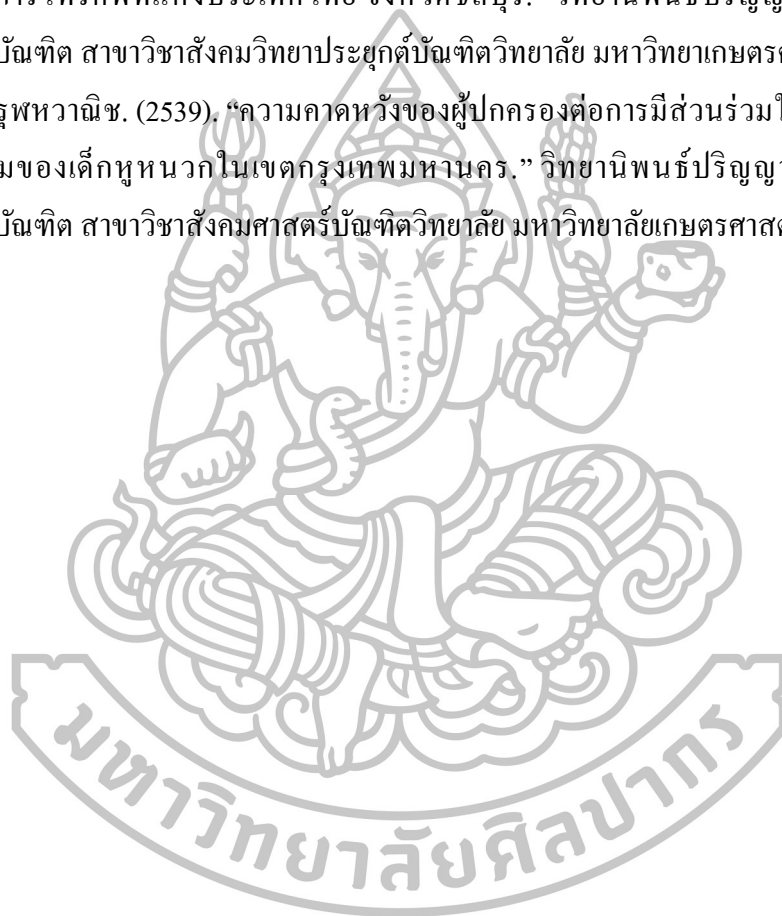 บัณฑิต สาขาวิชาสังคมวิทยาประยุกต์บัณฑิตวิทยาลัย มหาวิทยาเกษตรศ
รุฬหวาณิช. (2539). “ความคาดหวังของผู้ปกครองต่อการมีส่วนร่วมใ
มของเด็กหูหนวกในเขตกรุงเทพมหานคร.” วิทยานิพนธ์ปริญญา
บัณฑิต สาขาวิชาสังคมศาสตร์บัณฑิตวิทยาลัย มหาวิทยาลัยเกษตรศาสต
มหาวิทยาลัยศิลปากร